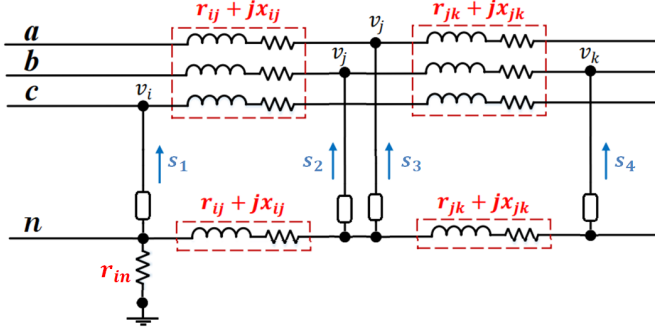 r_ij + jx_ij r_jk + jx_jk
a v_j
b v_j v_k
c v_i
s_1 s_2 s_3 s_4
r_ij + jx_ij r_jk + jx_jk
n
r_in